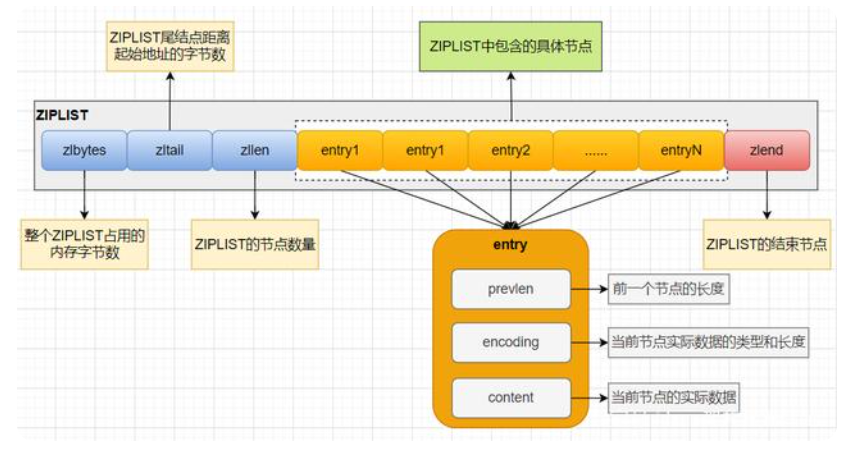 ZIPLIST尾结点距离
起始地址的字节数
ZIPLIST中包含的具体节点
ZIPLIST
zlbytes
zltail
zllen
entry1
entry1
entry2
......
entryN
zlend
整个ZIPLIST占用的
内存字节数
ZIPLIST的节点数量
ZIPLIST的结束节点
entry
prevlen
前一个节点的长度
encoding
当前节点实际数据的类型和长度
content
当前节点的实际数据